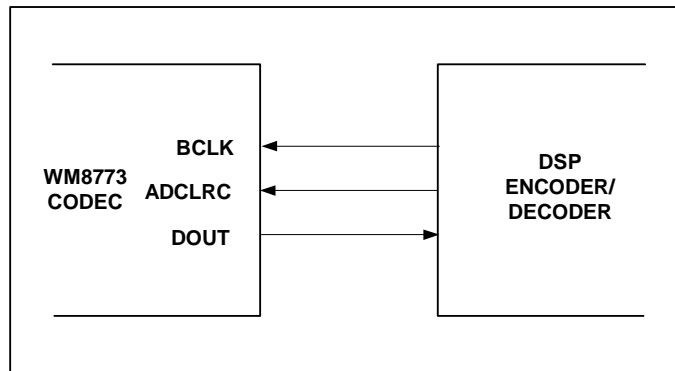 WM8773
CODEC
BCLK
ADCLRC
DOUT
DSP
ENCODER/
DECODER